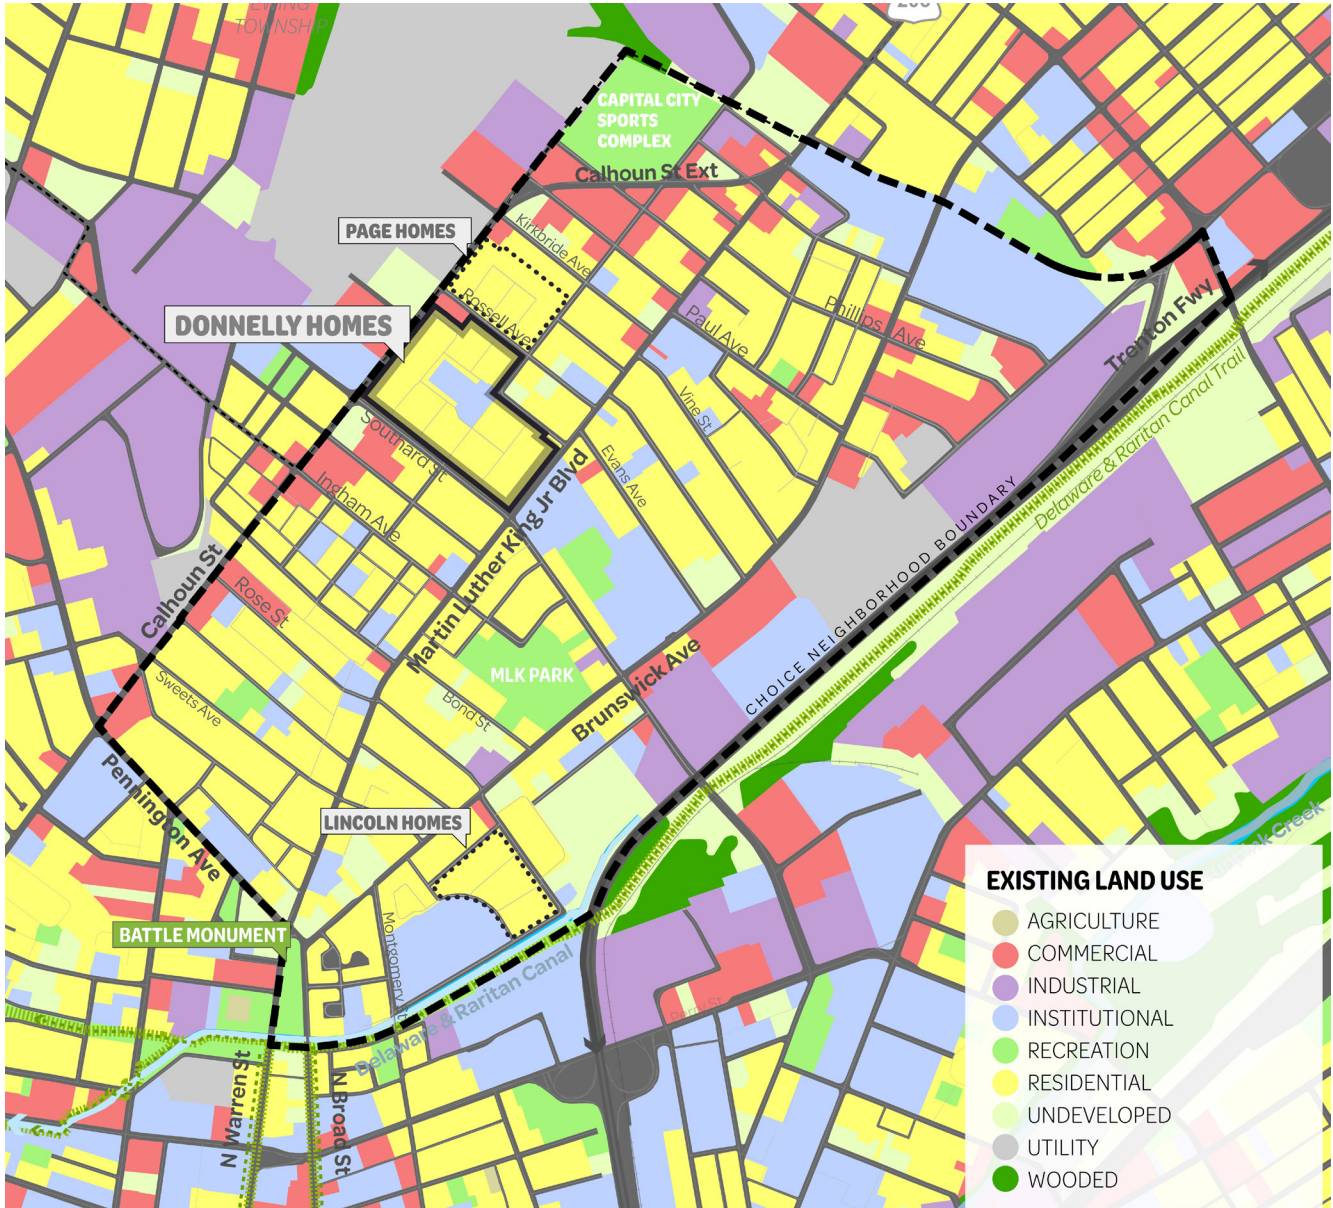 TOWNSHIP
CAPITAL CITY
SPORTS
COMPLEX
Calhoun St Ext
PAGE HOMES
Kirkbride Ave
Rossell Ave
DONNELLY HOMES
Paul Ave
Phillips Ave
Trenton Fwy
Delaware & Raritan Canal Trail
Vine St
Southard St
Ingham Ave
Evans Ave
Martin Luther King Jr Blvd
CHOICE NEIGHBORHOOD BOUNDARY
Calhoun St
Rose St
MLK PARK
Brunswick Ave
Sweets Ave
Bond St
Pennington Ave
LINCOLN HOMES
BATTLE MONUMENT
Montgomery St
Delaware & Raritan Canal
Perry St
N Warren St
N Broad St
Creek
EXISTING LAND USE
AGRICULTURE
COMMERCIAL
INDUSTRIAL
INSTITUTIONAL
RECREATION
RESIDENTIAL
UNDEVELOPED
UTILITY
WOODED